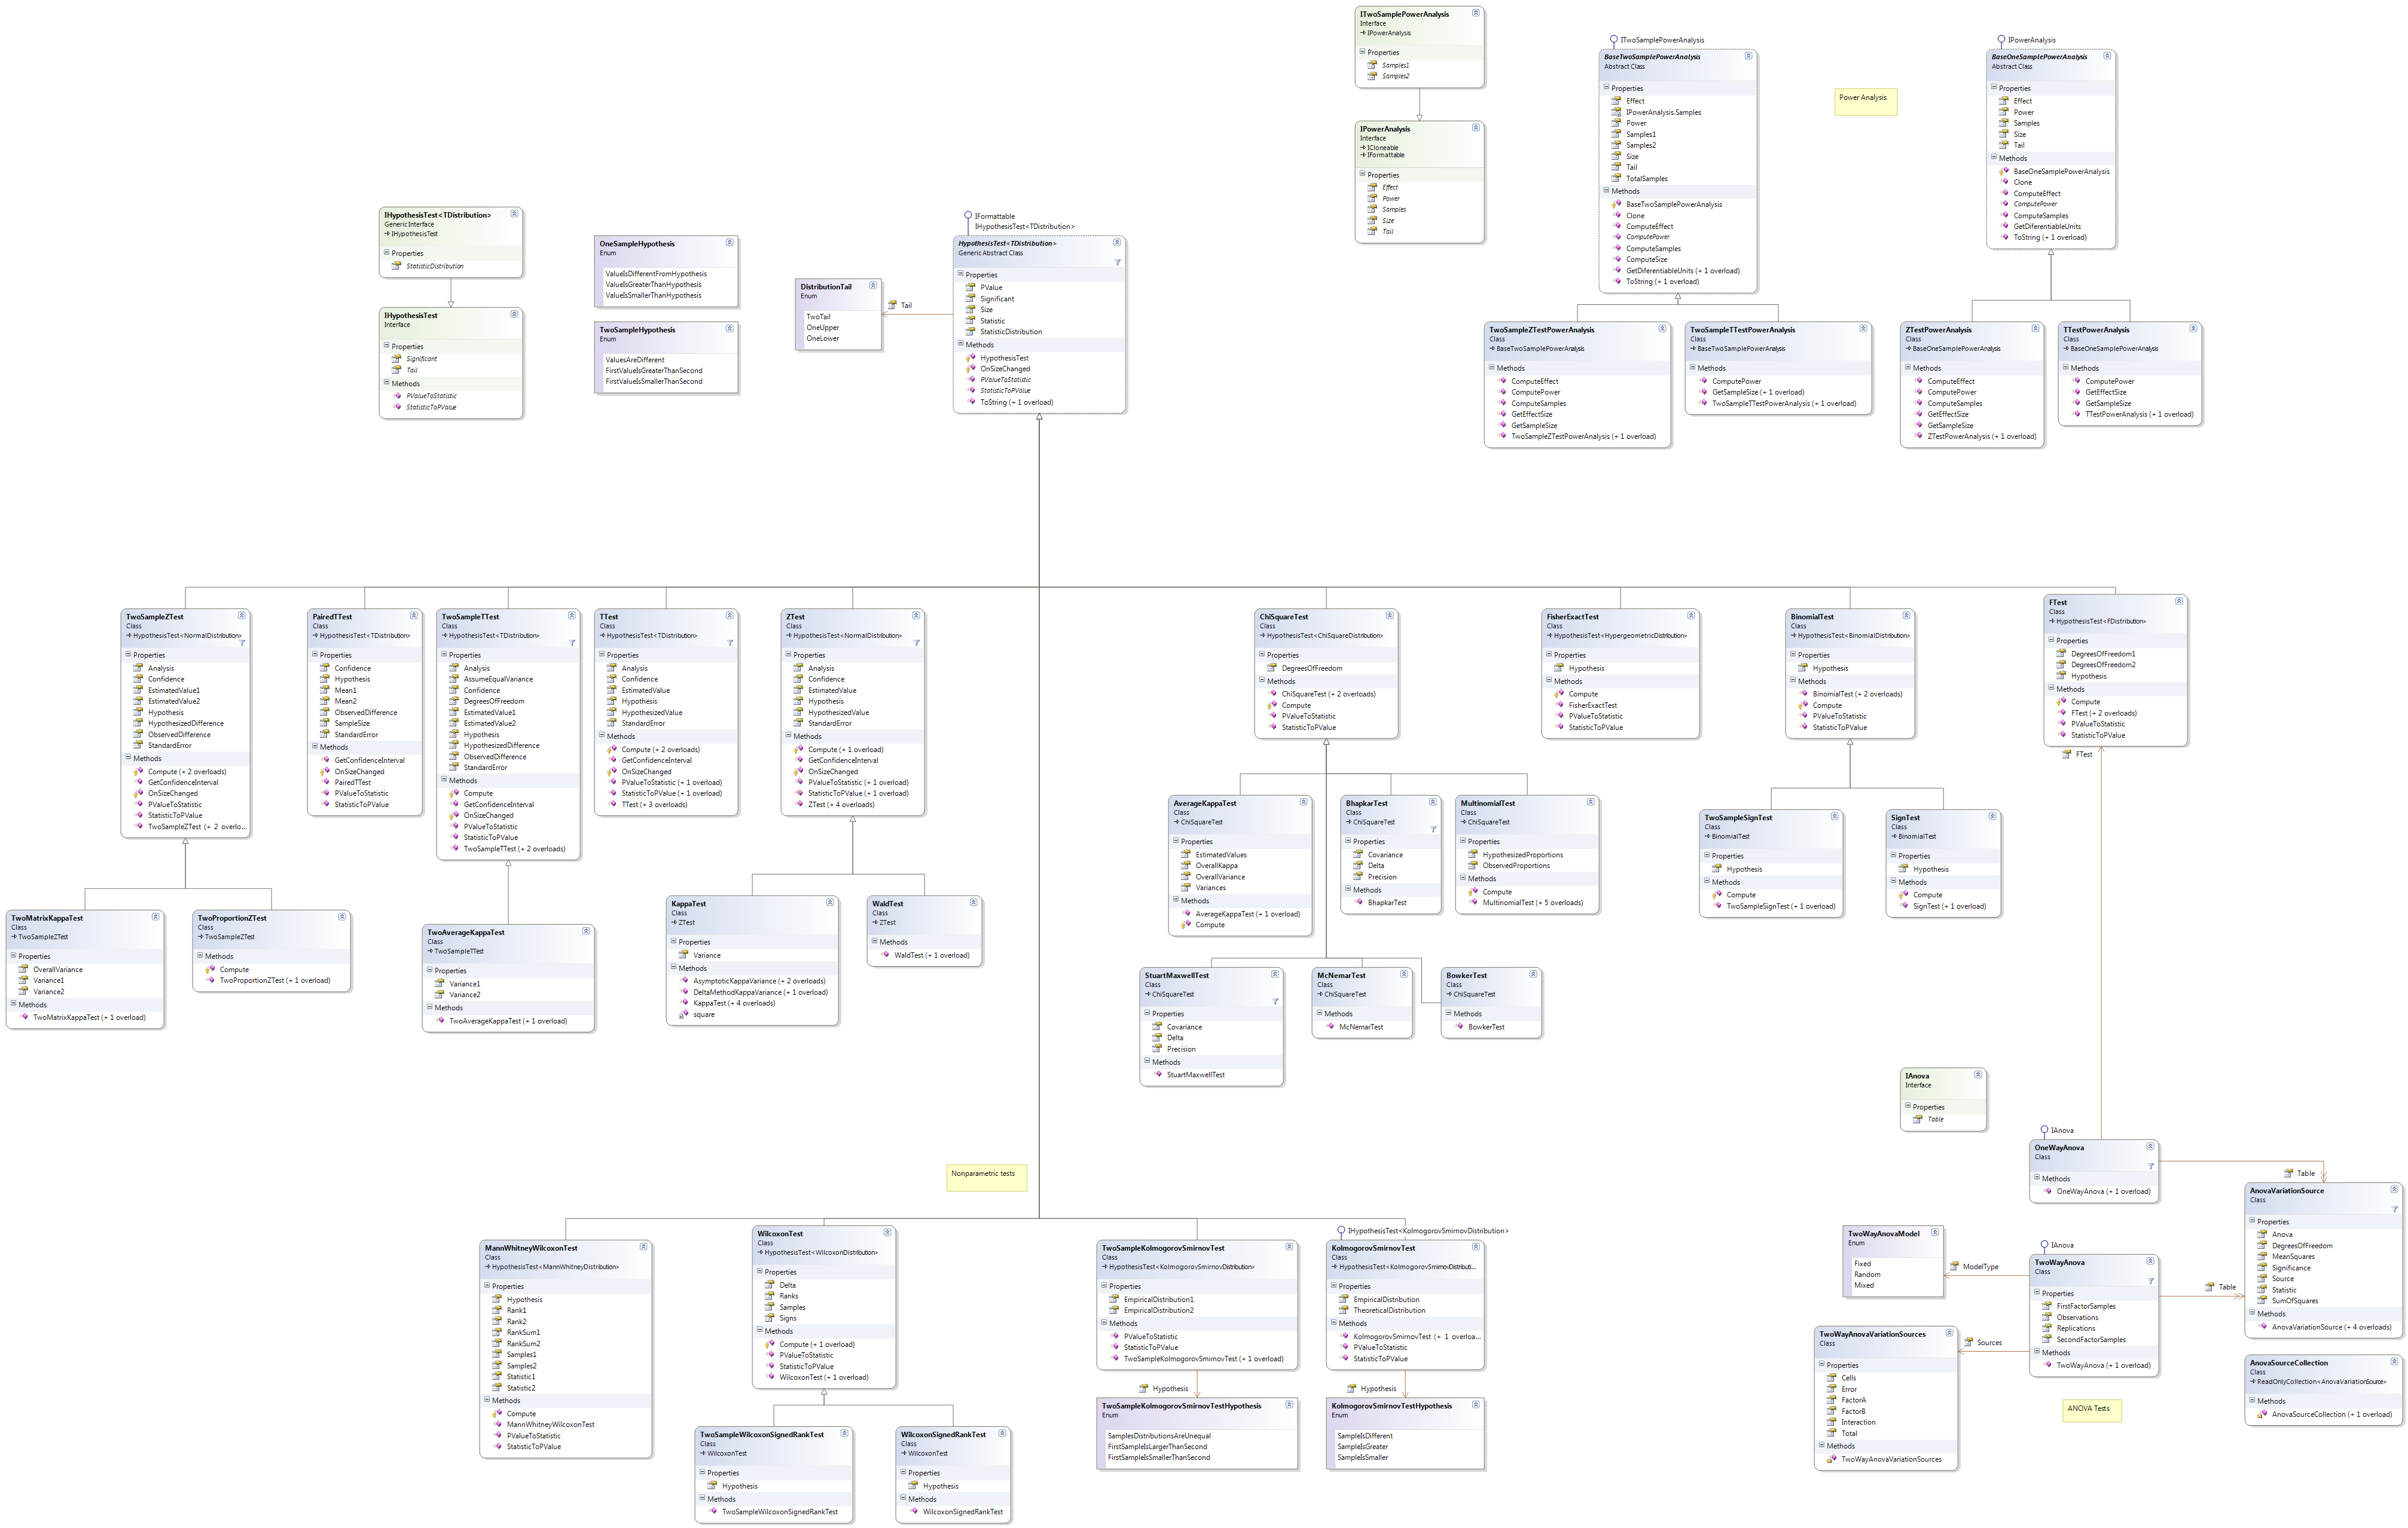 ITwoSamplePowerAnalysis
Interface
IPowerAnalysis
Properties
Samples1
Samples2
IPowerAnalysis
Interface
ICloneable
IFormattable
Properties
Effect
Power
Samples
Size
Tail
ITwoSamplePowerAnalysis
BaseTwoSamplePowerAnalysis
Abstract Class
Properties
Effect
IPowerAnalysis.Samples
Power
Samples1
Samples2
Size
Tail
TotalSamples
Methods
BaseTwoSamplePowerAnalysis
Clone
ComputeEffect
ComputePower
ComputeSamples
ComputeSize
GetDiferentiableUnits (+ 1 overload)
ToString (+ 1 overload)
Power Analysis
IPowerAnalysis
BaseOneSamplePowerAnalysis
Abstract Class
Properties
Effect
Power
Samples
Size
Tail
Methods
BaseOneSamplePowerAnalysis
Clone
ComputeEffect
ComputePower
ComputeSamples
GetDiferentiableUnits
ToString (+ 1 overload)
IHypothesisTest<TDistribution>
Generic Interface
IHypothesisTest
Properties
StatisticDistribution
IHypothesisTest
Interface
Properties
Significant
Tail
Methods
PValueToStatistic
StatisticToPValue
OneSampleHypothesis
Enum
ValueIsDifferentFromHypothesis
ValueIsGreaterThanHypothesis
ValueIsSmallerThanHypothesis
TwoSampleHypothesis
Enum
ValuesAreDifferent
FirstValueIsGreaterThanSecond
FirstValueIsSmallerThanSecond
DistributionTail
Enum
TwoTail
OneUpper
OneLower
Tail
IFormattable
IHypothesisTest<TDistribution>
HypothesisTest<TDistribution>
Generic Abstract Class
Properties
PValue
Significant
Size
Statistic
StatisticDistribution
Methods
HypothesisTest
OnSizeChanged
PValueToStatistic
StatisticToPValue
ToString (+ 1 overload)
TwoSampleZTestPowerAnalysis
Class
BaseTwoSamplePowerAnalysis
Methods
ComputeEffect
ComputePower
ComputeSamples
GetEffectSize
GetSampleSize
TwoSampleZTestPowerAnalysis (+ 1 overload)
TwoSampleTTestPowerAnalysis
Class
BaseTwoSamplePowerAnalysis
Methods
ComputePower
GetSampleSize (+ 1 overload)
TwoSampleTTestPowerAnalysis (+ 1 overload)
ZTestPowerAnalysis
Class
BaseOneSamplePowerAnalysis
Methods
ComputeEffect
ComputePower
ComputeSamples
GetEffectSize
GetSampleSize
ZTestPowerAnalysis (+ 1 overload)
TTestPowerAnalysis
Class
BaseOneSamplePowerAnalysis
Methods
ComputePower
GetEffectSize
GetSampleSize
TTestPowerAnalysis (+ 1 overload)
TwoSampleZTest
Class
HypothesisTest<NormalDistribution>
Properties
Analysis
Confidence
EstimatedValue1
EstimatedValue2
Hypothesis
HypothesizedDifference
ObservedDifference
StandardError
Methods
Compute (+ 2 overloads)
GetConfidenceInterval
OnSizeChanged
PValueToStatistic
StatisticToPValue
TwoSampleZTest (+ 2 overlo...
PairedTTest
Class
HypothesisTest<TDistribution>
Properties
Confidence
Hypothesis
Mean1
Mean2
ObservedDifference
SampleSize
StandardError
Methods
GetConfidenceInterval
OnSizeChanged
PairedTTest
PValueToStatistic
StatisticToPValue
TwoSampleTTest
Class
HypothesisTest<TDistribution>
Properties
Analysis
AssumeEqualVariance
Confidence
DegreesOfFreedom
EstimatedValue1
EstimatedValue2
Hypothesis
HypothesizedDifference
ObservedDifference
StandardError
Methods
Compute
GetConfidenceInterval
OnSizeChanged
PValueToStatistic
StatisticToPValue
TwoSampleTTest (+ 2 overloads)
TTest
Class
HypothesisTest<TDistribution>
Properties
Analysis
Confidence
EstimatedValue
Hypothesis
HypothesizedValue
StandardError
Methods
Compute (+ 2 overloads)
GetConfidenceInterval
OnSizeChanged
PValueToStatistic (+ 1 overload)
StatisticToPValue (+ 1 overload)
TTest (+ 3 overloads)
ZTest
Class
HypothesisTest<NormalDistribution>
Properties
Analysis
Confidence
EstimatedValue
Hypothesis
HypothesizedValue
StandardError
Methods
Compute (+ 1 overload)
GetConfidenceInterval
OnSizeChanged
PValueToStatistic (+ 1 overload)
StatisticToPValue (+ 1 overload)
ZTest (+ 4 overloads)
ChiSquareTest
Class
HypothesisTest<ChiSquareDistribution>
Properties
DegreesOfFreedom
Methods
ChiSquareTest (+ 2 overloads)
Compute
PValueToStatistic
StatisticToPValue
FisherExactTest
Class
HypothesisTest<HypergeometricDistribution>
Properties
Hypothesis
Methods
Compute
FisherExactTest
PValueToStatistic
StatisticToPValue
BinomialTest
Class
HypothesisTest<BinomialDistribution>
Properties
Hypothesis
Methods
BinomialTest (+ 2 overloads)
Compute
PValueToStatistic
StatisticToPValue
FTest
Class
HypothesisTest<FDistribution>
Properties
DegreesOfFreedom1
DegreesOfFreedom2
Hypothesis
Methods
Compute
FTest (+ 2 overloads)
PValueToStatistic
StatisticToPValue
FTest
TwoMatrixKappaTest
Class
TwoSampleZTest
Properties
OverallVariance
Variance1
Variance2
Methods
TwoMatrixKappaTest (+ 1 overload)
TwoProportionZTest
Class
TwoSampleZTest
Methods
Compute
TwoProportionZTest (+ 1 overload)
TwoAverageKappaTest
Class
TwoSampleTTest
Properties
Variance1
Variance2
Methods
TwoAverageKappaTest (+ 1 overload)
KappaTest
Class
ZTest
Properties
Variance
Methods
AsymptoticKappaVariance (+ 2 overloads)
DeltaMethodKappaVariance (+ 1 overload)
KappaTest (+ 4 overloads)
square
WaldTest
Class
ZTest
Methods
WaldTest (+ 1 overload)
AverageKappaTest
Class
ChiSquareTest
Properties
EstimatedValues
OverallKappa
OverallVariance
Variances
Methods
AverageKappaTest (+ 1 overload)
Compute
BhapkarTest
Class
ChiSquareTest
Properties
Covariance
Delta
Precision
Methods
BhapkarTest
MultinomialTest
Class
ChiSquareTest
Properties
HypothesizedProportions
ObservedProportions
Methods
Compute
MultinomialTest (+ 5 overloads)
TwoSampleSignTest
Class
BinomialTest
Properties
Hypothesis
Methods
Compute
TwoSampleSignTest (+ 1 overload)
SignTest
Class
BinomialTest
Properties
Hypothesis
Methods
Compute
SignTest (+ 1 overload)
StuartMaxwellTest
Class
ChiSquareTest
Properties
Covariance
Delta
Precision
Methods
StuartMaxwellTest
McNemarTest
Class
ChiSquareTest
Methods
McNemarTest
BowkerTest
Class
ChiSquareTest
Methods
BowkerTest
IAnova
Interface
Properties
Table
IAnova
OneWayAnova
Class
Methods
OneWayAnova (+ 1 overload)
Table
AnovaVariationSource
Class
Properties
Anova
DegreesOfFreedom
MeanSquares
Significance
Source
Statistic
SumOfSquares
Methods
AnovaVariationSource (+ 4 overloads)
Nonparametric tests
MannWhitneyWilcoxonTest
Class
HypothesisTest<MannWhitneyDistribution>
Properties
Hypothesis
Rank1
Rank2
RankSum1
RankSum2
Samples1
Samples2
Statistic1
Statistic2
Methods
Compute
MannWhitneyWilcoxonTest
PValueToStatistic
StatisticToPValue
WilcoxonTest
Class
HypothesisTest<WilcoxonDistribution>
Properties
Delta
Ranks
Samples
Signs
Methods
Compute (+ 1 overload)
PValueToStatistic
StatisticToPValue
WilcoxonTest (+ 1 overload)
TwoSampleKolmogorovSmirnovTest
Class
HypothesisTest<KolmogorovSmirnovDistribution>
Properties
EmpiricalDistribution1
EmpiricalDistribution2
Methods
PValueToStatistic
StatisticToPValue
TwoSampleKolmogorovSmirnovTest (+ 1 overload)
Hypothesis
IHypothesisTest<KolmogorovSmirnovDistribution>
KolmogorovSmirnovTest
Class
HypothesisTest<KolmogorovSmirnovDistributi...
Properties
EmpiricalDistribution
TheoreticalDistribution
Methods
KolmogorovSmirnovTest (+ 1 overloa...
PValueToStatistic
StatisticToPValue
Hypothesis
TwoWayAnovaModel
Enum
Fixed
Random
Mixed
ModelType
IAnova
TwoWayAnova
Class
Properties
FirstFactorSamples
Observations
Replications
SecondFactorSamples
Methods
TwoWayAnova (+ 1 overload)
Table
Sources
TwoWayAnovaVariationSources
Class
Properties
Cells
Error
FactorA
FactorB
Interaction
Total
Methods
TwoWayAnovaVariationSources
ANOVA Tests
AnovaSourceCollection
Class
ReadOnlyCollection<AnovaVariationSource>
Methods
AnovaSourceCollection (+ 1 overload)
TwoSampleWilcoxonSignedRankTest
Class
WilcoxonTest
Properties
Hypothesis
Methods
TwoSampleWilcoxonSignedRankTest
WilcoxonSignedRankTest
Class
WilcoxonTest
Properties
Hypothesis
Methods
WilcoxonSignedRankTest
TwoSampleKolmogorovSmirnovTestHypothesis
Enum
SamplesDistributionsAreUnequal
FirstSampleIsLargerThanSecond
FirstSampleIsSmallerThanSecond
KolmogorovSmirnovTestHypothesis
Enum
SampleIsDifferent
SampleIsGreater
SampleIsSmaller